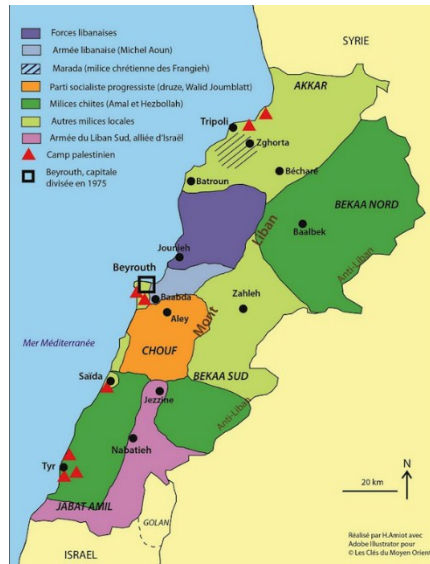 Forces libanaises
Armée libanaise (Michel Aoun)
Marada (milice chrétienne des Frangieh)
Parti socialiste progressiste (druze, Walid Joumblatt)
Milices chiites (Amal et Hezbollah)
Autres milices locales
Armée du Liban Sud, alliée d'Israël
Camp palestinien
Beyrouth, capitale
divisée en 1975
SYRIE
AKKAR
Tripoli
Zghorta
Bécharé
Batroun
BEKAA NORD
Baalbek
Liban
Anti-Liban
Jounieh
Beyrouth
Baabda
Aley
Zahleh
Mont
Mer Méditerranée
CHOUF
Saïda
BEKAA SUD
Jezzine
Anti-Liban
Nabatieh
Tyr
JABAT AMIL
GOLAN
ISRAEL
20 km
N
Réalisé par H.Amiot avec
Adobe Illustrator pour
© Les Clés du Moyen Orient